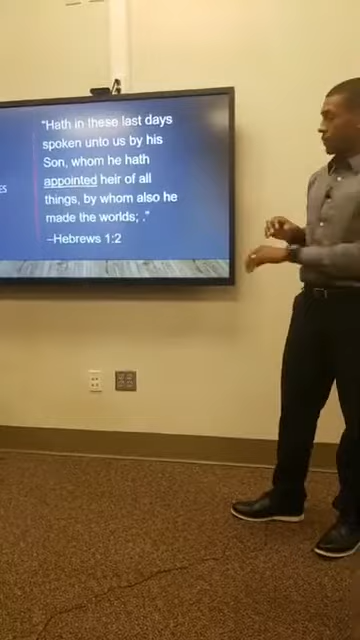 “Hath in these last days
spoken unto us by his
Son, whom he hath
appointed heir of all
things, by whom also he
made the worlds; .”
–Hebrews 1:2